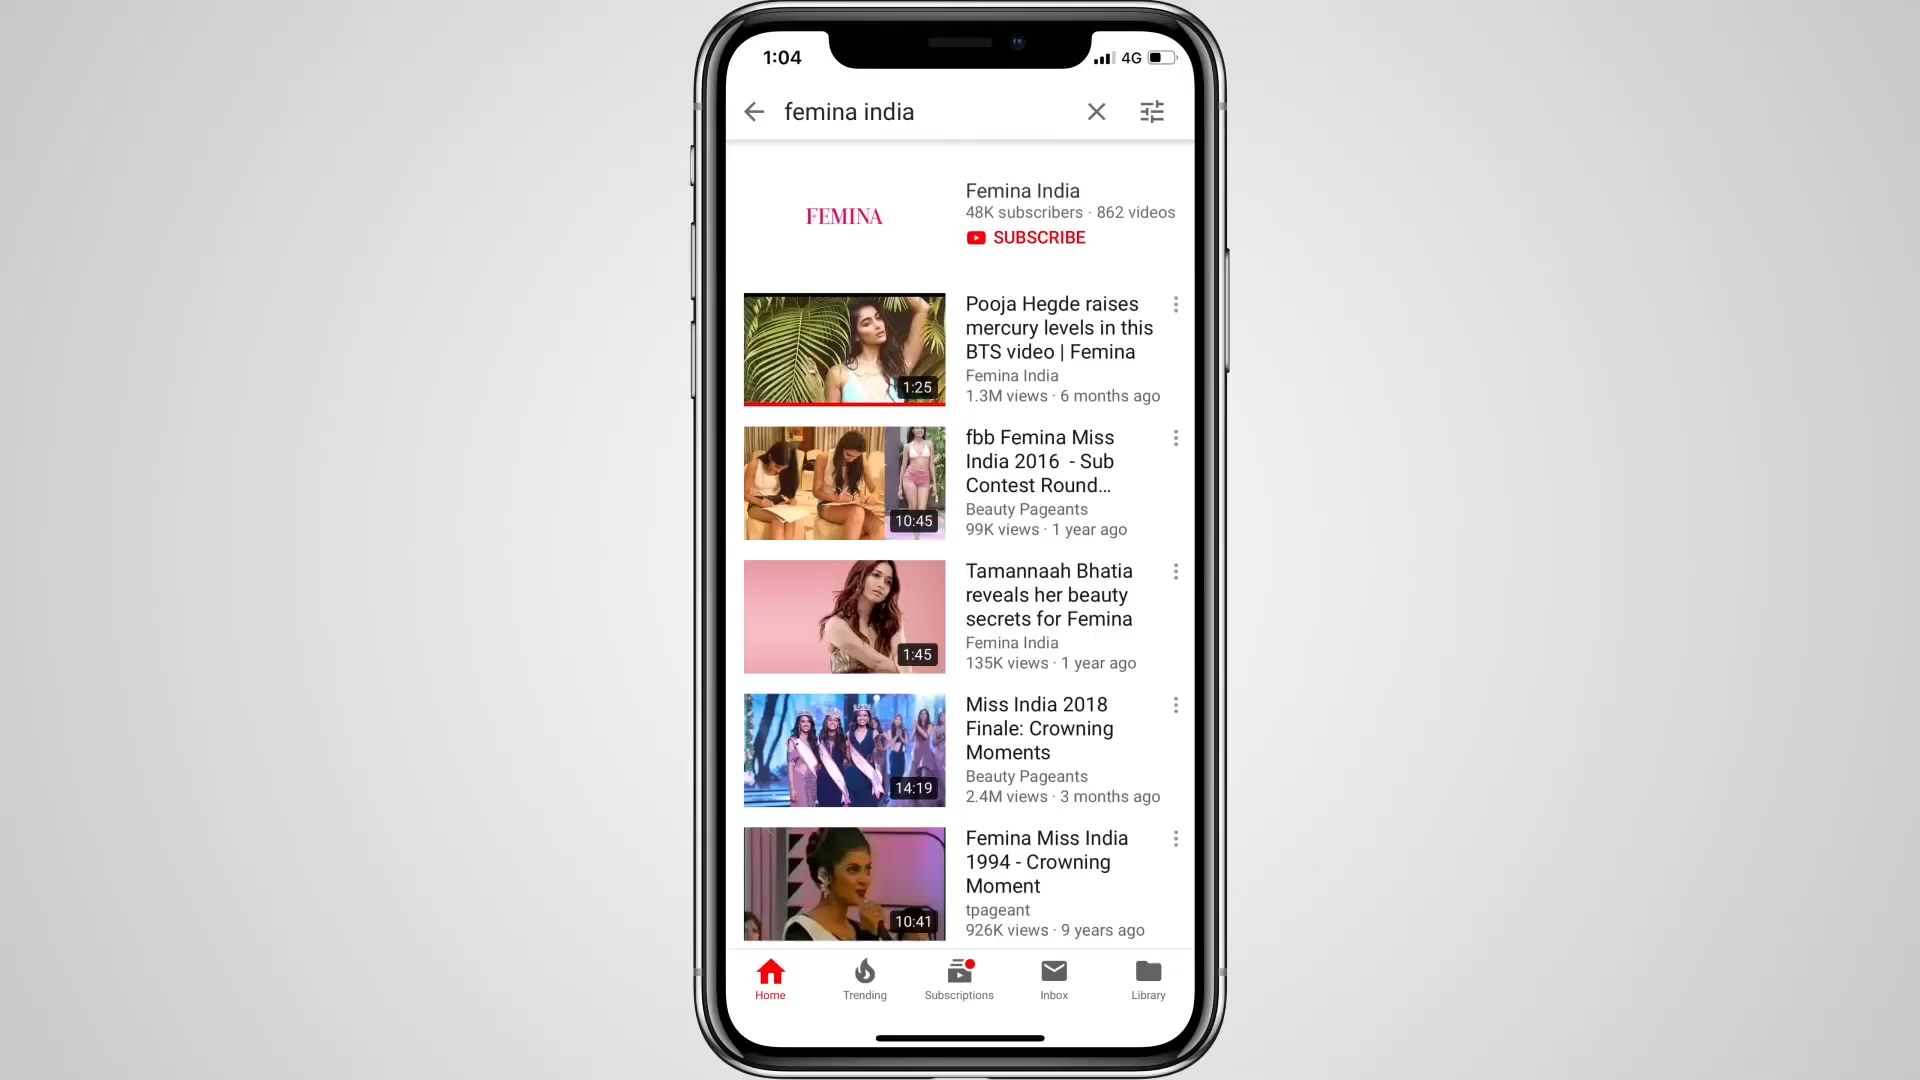 1:04
4G
femina india
FEMINA
Femina India
48K subscribers · 862 videos
SUBSCRIBE
1:25
Pooja Hegde raises
mercury levels in this
BTS video | Femina
Femina India
1.3M views · 6 months ago
10:45
fbb Femina Miss
India 2016 - Sub
Contest Round...
Beauty Pageants
99K views · 1 year ago
1:45
Tamannaah Bhatia
reveals her beauty
secrets for Femina
Femina India
135K views · 1 year ago
14:19
Miss India 2018
Finale: Crowning
Moments
Beauty Pageants
2.4M views · 3 months ago
10:41
Femina Miss India
1994 - Crowning
Moment
tpageant
926K views · 9 years ago
Home
Trending
Subscriptions
Inbox
Library